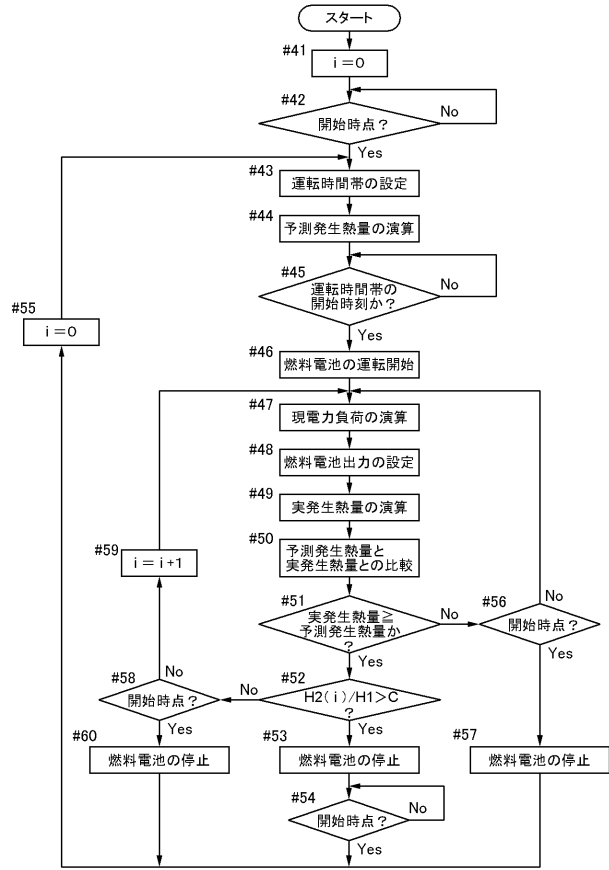 スタート
#41
i=0
#42
開始時点?
No
Yes
#43
運転時間帯の設定
#44
予測発生熱量の演算
#45
運転時間帯の
開始時刻か?
No
Yes
#55
i=0
#46
燃料電池の運転開始
#47
現電力負荷の演算
#48
燃料電池出力の設定
#49
実発生熱量の演算
#50
予測発生熱量と
実発生熱量との比較
#59
i=i+1
#51
実発生熱量≧
予測発生熱量か
?
No
Yes
#56
開始時点?
No
Yes
#52
H2(i)/H1>C
?
No
Yes
#58
開始時点?
No
Yes
#60
燃料電池の停止
#53
燃料電池の停止
#57
燃料電池の停止
#54
開始時点?
No
Yes